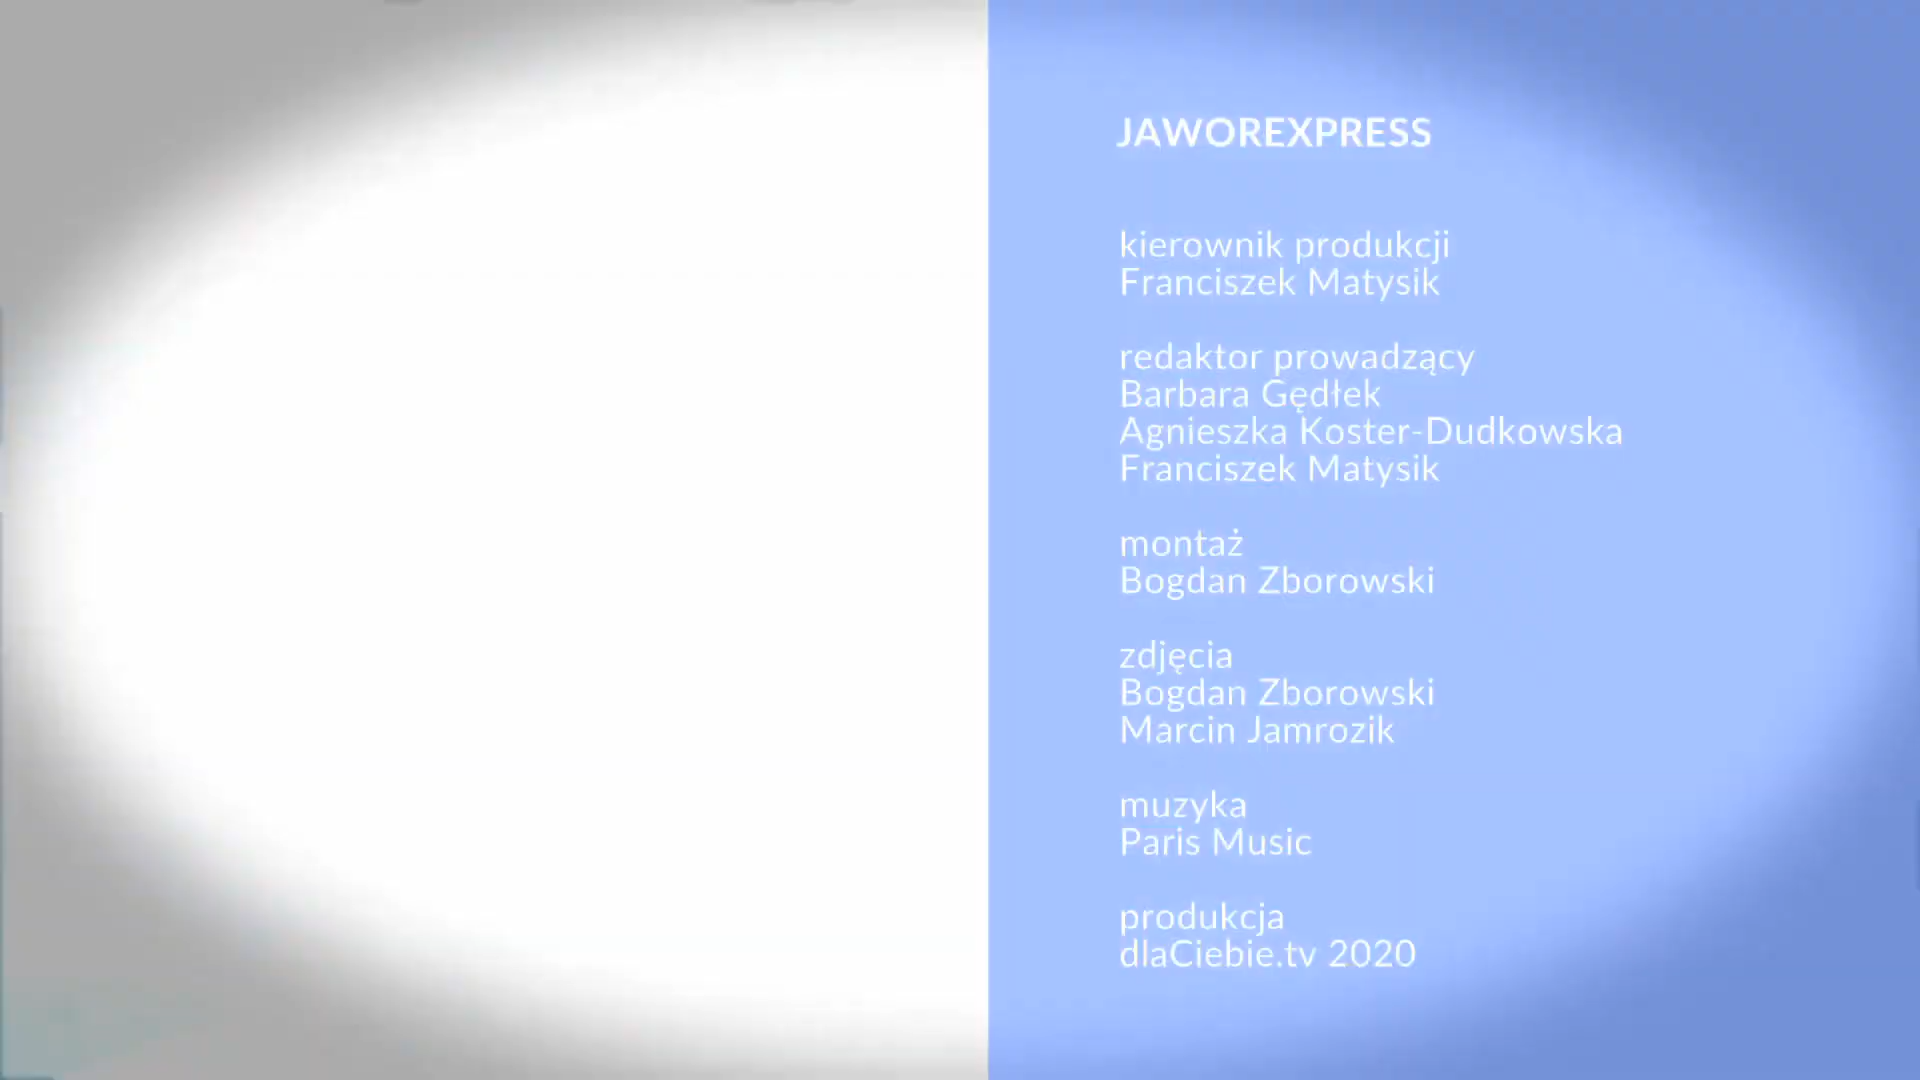 JAWOREXPRESS
kierownik produkcji
Franciszek Matysik
redaktor prowadzący
Barbara Gędłek
Agnieszka Koster-Dudkowska
Franciszek Matysik
montaż
Bogdan Zborowski
zdjęcia
Bogdan Zborowski
Marcin Jamrozik
muzyka
Paris Music
produkcja
dlaCiebie.tv 2020